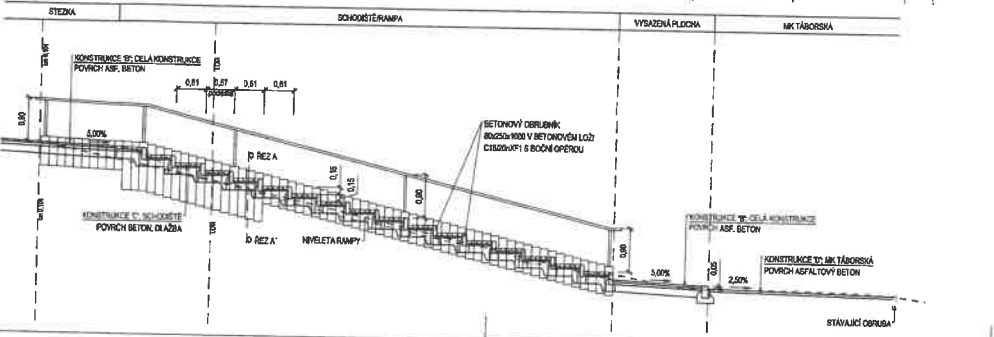 STEZKA
SCHODIŠTĚ/RAMPA
VYSAZENÁ PLOCHA
MK TÁBORSKÁ
KONSTRUKCE "B", CELÁ KONSTRUKCE
POVRCH ASF. BETON
0,61 0,57 0,61 0,61
podesta
0,90
5,00%
BETONOVÝ OBRUBNÍK
80x250x1000 V BETONOVÉM LOŽI
C16/20nXF1 S BOČNÍ OPĚROU
ŘEZ A
0,15
0,15
0,90
KONSTRUKCE "C", SCHODIŠTĚ
POVRCH BETON. DLAŽBA
ŘEZ A'
NIVELETA RAMPY
KONSTRUKCE "B", CELÁ KONSTRUKCE
POVRCH ASF. BETON
0,90
5,00%
0,05
2,50%
KONSTRUKCE "D", MK TÁBORSKÁ
POVRCH ASFALTOVÝ BETON
STÁVAJÍCÍ OBRUBA